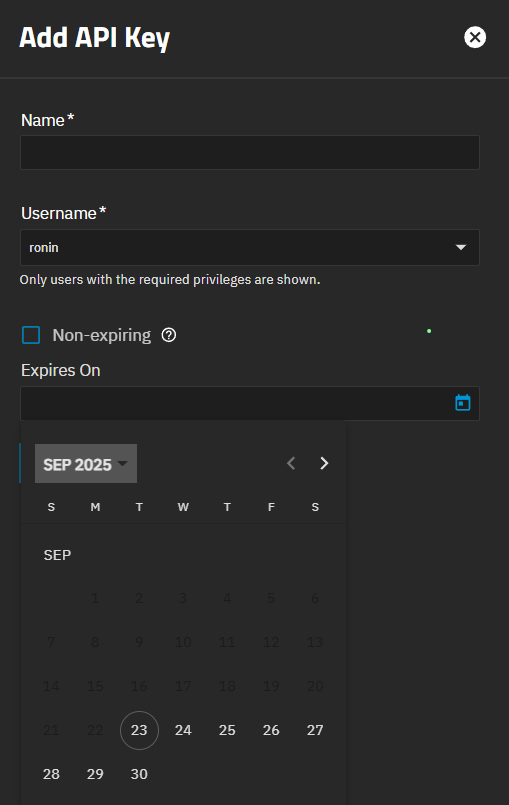 Add API Key
Name*
Username*
ronin
Only users with the required privileges are shown.
Non-expiring
Expires On
SEP 2025
S M T W T F S
SEP
1 2 3 4 5 6
7 8 9 10 11 12 13
14 15 16 17 18 19 20
21 22 23 24 25 26 27
28 29 30